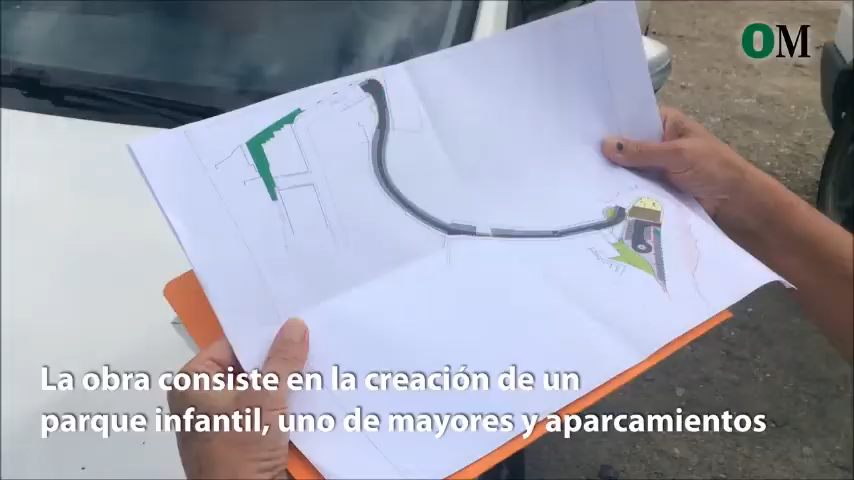 OM
La obra consiste en la creación de un
parque infantil, uno de mayores y aparcamientos